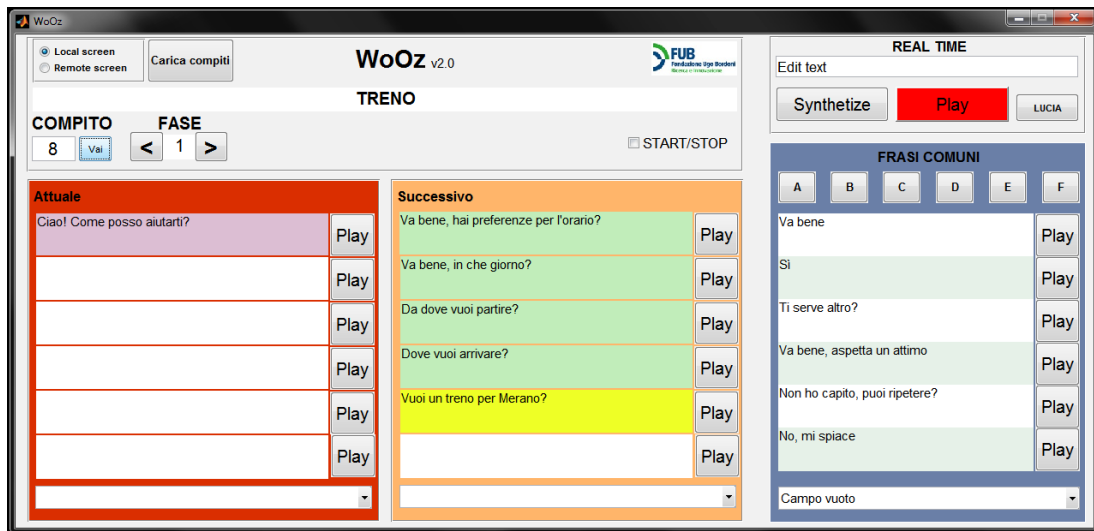 WoOz
Local screen
Remote screen
Carica compiti
WoOz v2.0
FUB
Fondazione Ugo Bordoni
Ricerca e innovazione
TRENO
COMPITO
FASE
8
Vai
<
1
>
START/STOP
REAL TIME
Edit text
Synthetize
Play
LUCIA
Attuale
Ciao! Come posso aiutarti?
Play
Play
Play
Play
Play
Play
Successivo
Va bene, hai preferenze per l'orario?
Play
Va bene, in che giorno?
Play
Da dove vuoi partire?
Play
Dove vuoi arrivare?
Play
Vuoi un treno per Merano?
Play
Play
FRASI COMUNI
A B C D E F
Va bene
Play
Sì
Play
Ti serve altro?
Play
Va bene, aspetta un attimo
Play
Non ho capito, puoi ripetere?
Play
No, mi spiace
Play
Campo vuoto